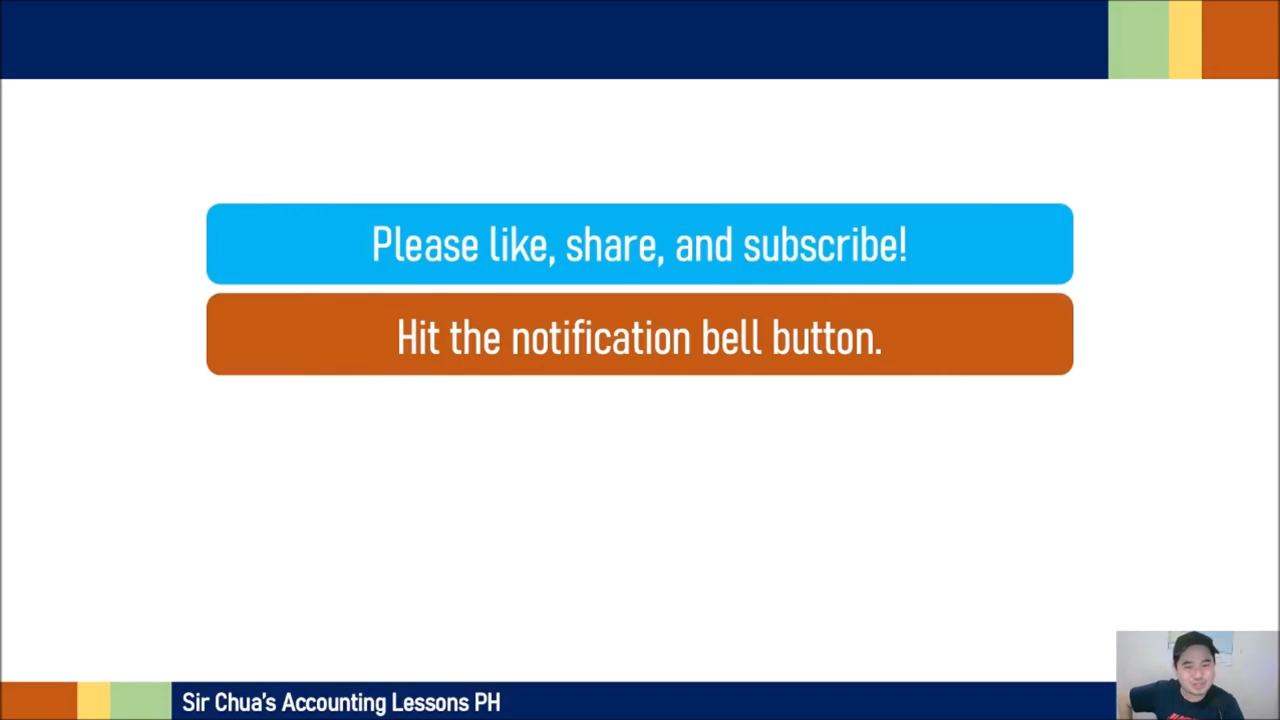 Please like, share, and subscribe!
Hit the notification bell button.
Sir Chua's Accounting Lessons PH